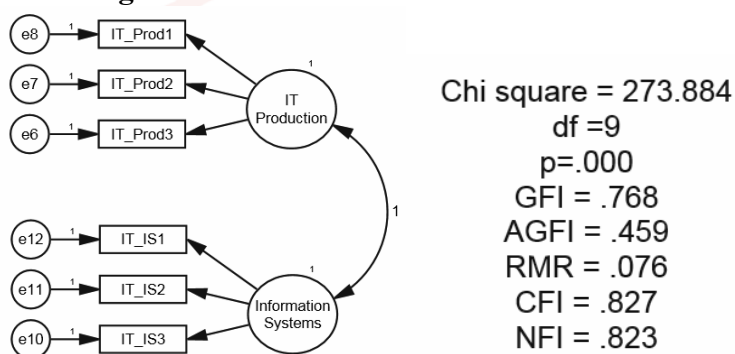 e8
1
IT_Prod1
e7
1
IT_Prod2
e6
1
IT_Prod3
1
IT
Production
1
e12
1
IT_IS1
e11
1
IT_IS2
e10
1
IT_IS3
1
Information
Systems
Chi square = 273.884
df =9
p=.000
GFI = .768
AGFI = .459
RMR = .076
CFI = .827
NFI = .823